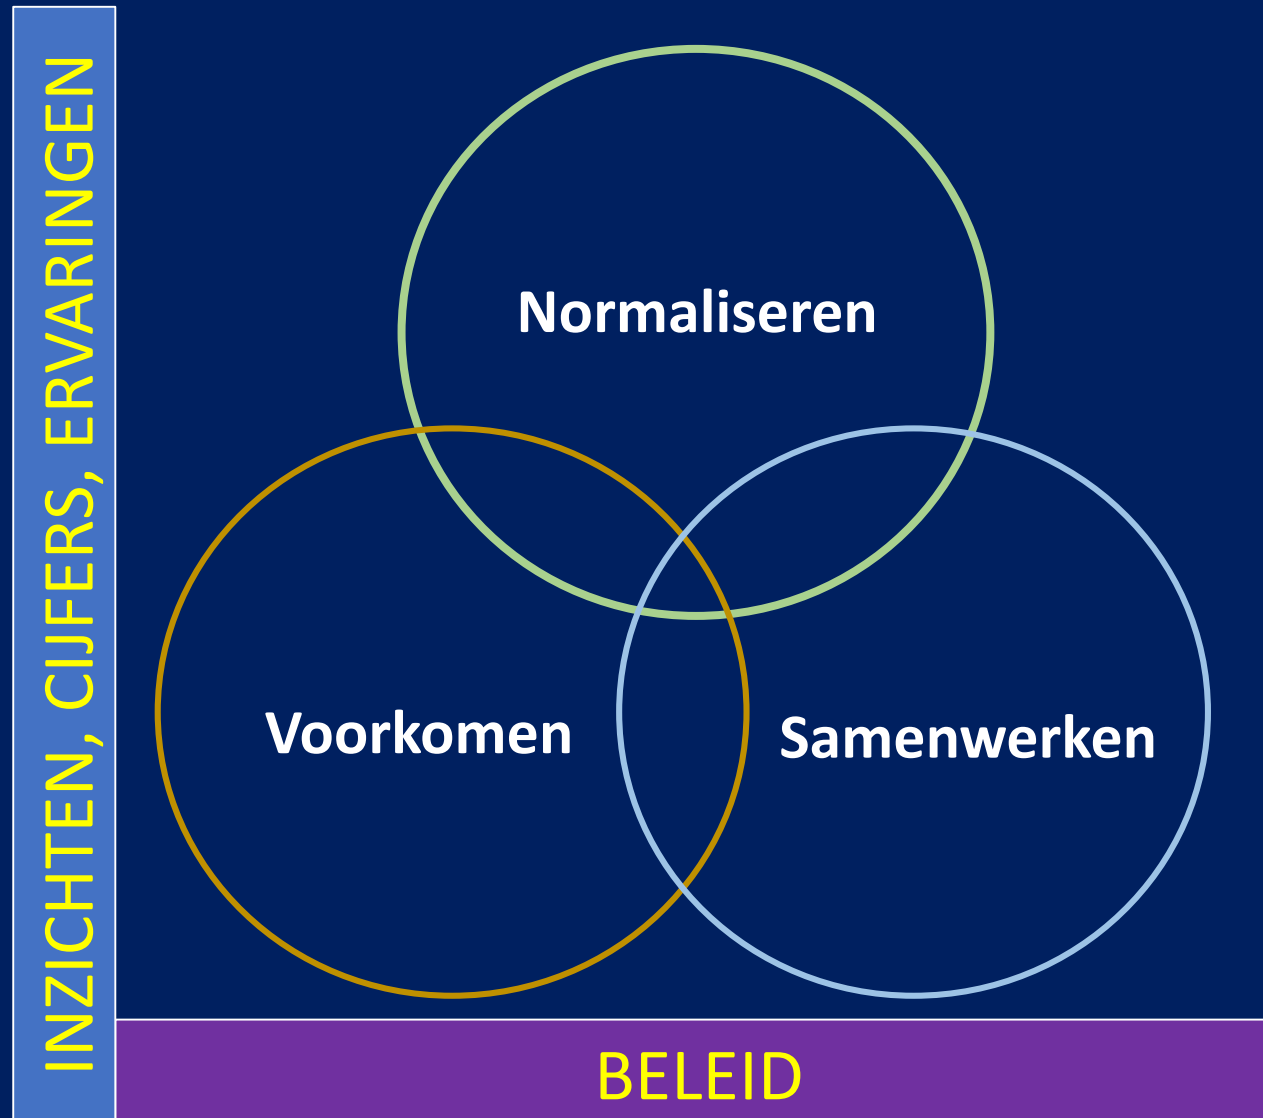 INZICHTEN, CIJFERS, ERVARINGEN
Normaliseren
Voorkomen
Samenwerken
BELEID